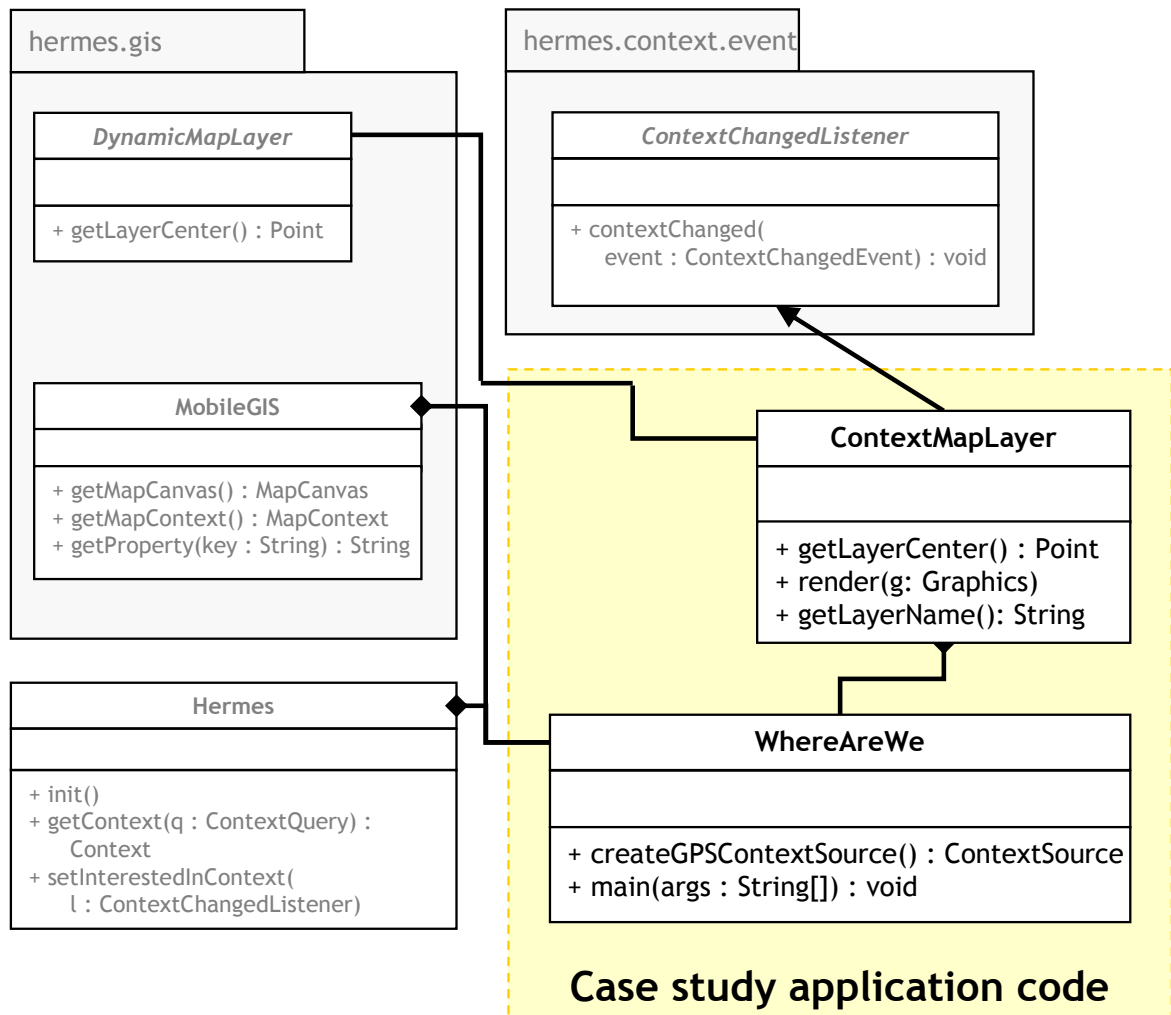 hermes.gis
DynamicMapLayer
+ getLayerCenter() : Point
MobileGIS
+ getMapCanvas() : MapCanvas
+ getMapContext() : MapContext
+ getProperty(key : String) : String
hermes.context.event
ContextChangedListener
+ contextChanged(
event : ContextChangedEvent) : void
ContextMapLayer
+ getLayerCenter() : Point
+ render(g: Graphics)
+ getLayerName(): String
Hermes
+ init()
+ getContext(q : ContextQuery) :
Context
+ setInterestedInContext(
l : ContextChangedListener)
WhereAreWe
+ createGPSContextSource() : ContextSource
+ main(args : String[]) : void
Case study application code